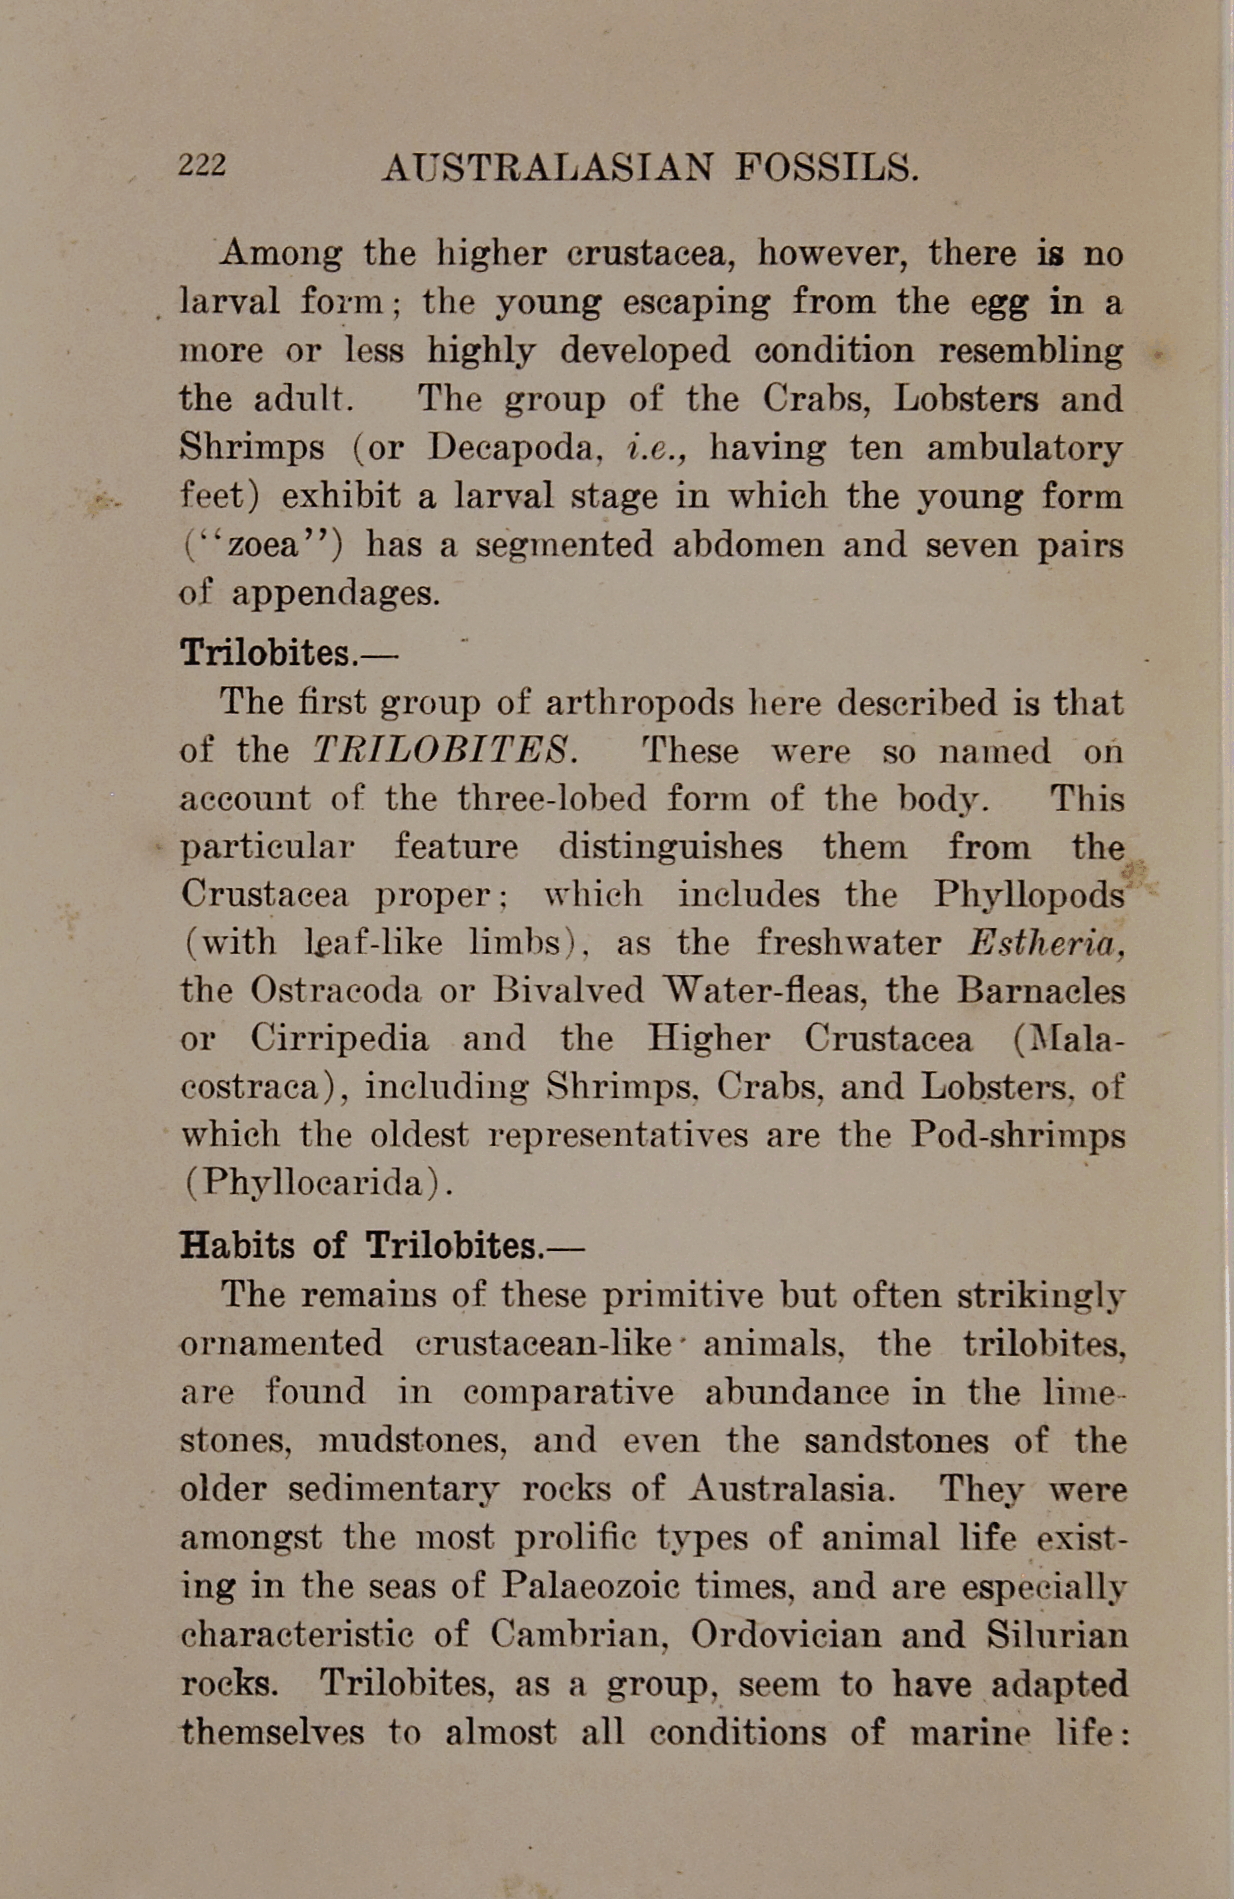 222 AUSTRALASIAN FOSSILS.
Among the higher crustacea, however, there is no
larval form; the young escaping from the egg in a
more or less highly developed condition resembling
the adult. The group of the Crabs, Lobsters and
Shrimps (or Decapoda, i.e., having ten ambulatory
feet) exhibit a larval stage in which the young form
(“zoea”) has a segmented abdomen and seven pairs
of appendages.
Trilobites.—
The first group of arthropods here described is that
of the TRILOBITES. These were so named on
account of the three-lobed form of the body. This
particular feature distinguishes them from the
Crustacea proper; which includes the Phyllopods
(with leaf-like limbs), as the freshwater Estheria,
the Ostracoda or Bivalved Water-fleas, the Barnacles
or Cirripedia and the Higher Crustacea (Mala-
costraca), including Shrimps, Crabs, and Lobsters, of
which the oldest representatives are the Pod-shrimps
(Phyllocarida).
Habits of Trilobites.—
The remains of these primitive but often strikingly
ornamented crustacean-like animals, the trilobites,
are found in comparative abundance in the lime-
stones, mudstones, and even the sandstones of the
older sedimentary rocks of Australasia. They were
amongst the most prolific types of animal life exist-
ing in the seas of Palaeozoic times, and are especially
characteristic of Cambrian, Ordovician and Silurian
rocks. Trilobites, as a group, seem to have adapted
themselves to almost all conditions of marine life: